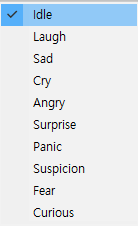 Idle
Laugh
Sad
Cry
Angry
Surprise
Panic
Suspicion
Fear
Curious